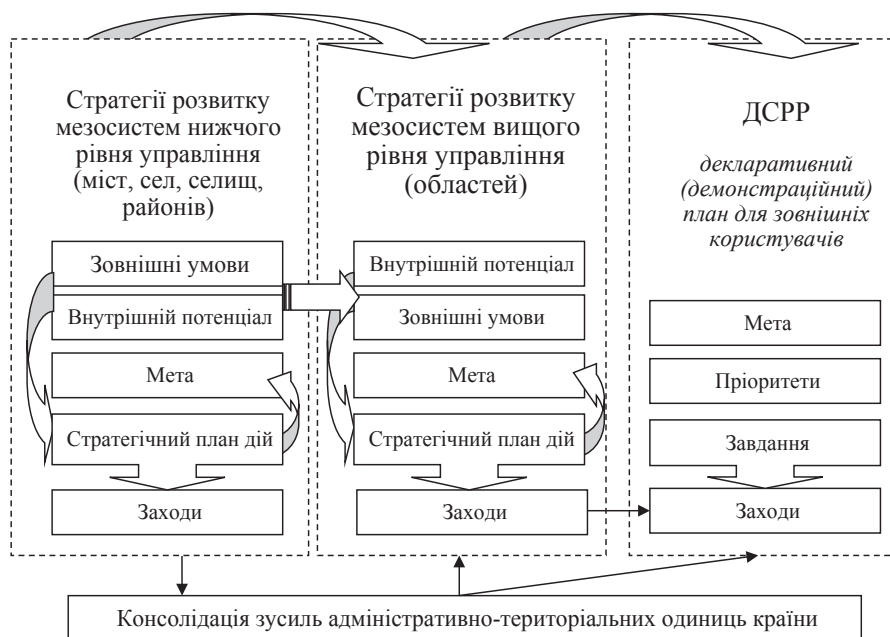 Стратегії розвитку
мезосистем нижчого
рівня управління
(міст, сел, селищ,
районів)
Зовнішні умови
Внутрішній потенціал
Мета
Стратегічний план дій
Заходи
Стратегії розвитку
мезосистем вищого
рівня управління
(областей)
Внутрішній потенціал
Зовнішні умови
Мета
Стратегічний план дій
Заходи
ДСРР
декларативний
(демонстраційний)
план для зовнішніх
користувачів
Мета
Пріоритети
Завдання
Заходи
Консолідація зусиль адміністративно-територіальних одиниць країни